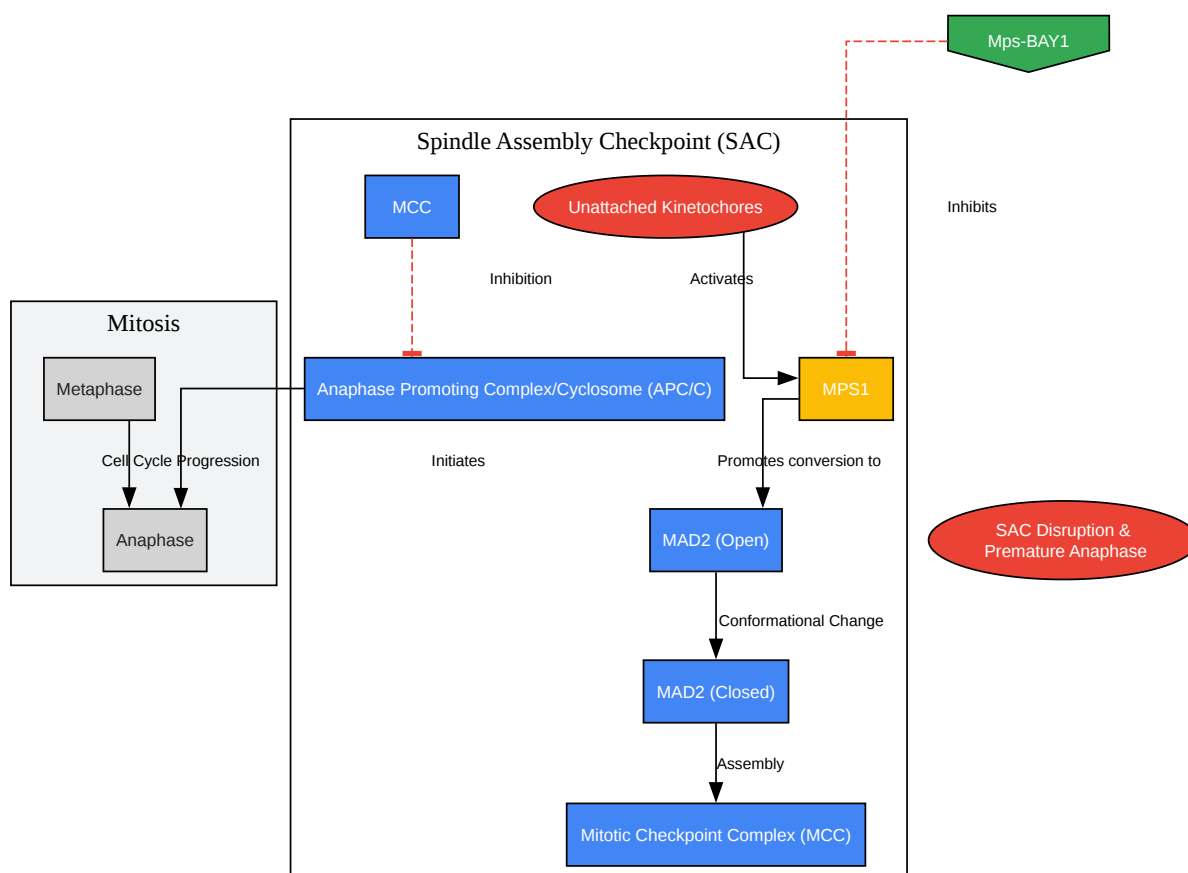 Mps-BAY1
Spindle Assembly Checkpoint (SAC)
MCC
Unattached Kinetochores
Inhibits
Inhibition
Activates
Mitosis
Metaphase
Anaphase Promoting Complex/Cyclosome (APC/C)
MPS1
Cell Cycle Progression
Initiates
Promotes conversion to
Anaphase
MAD2 (Open)
SAC Disruption &
Premature Anaphase
Conformational Change
MAD2 (Closed)
Assembly
Mitotic Checkpoint Complex (MCC)